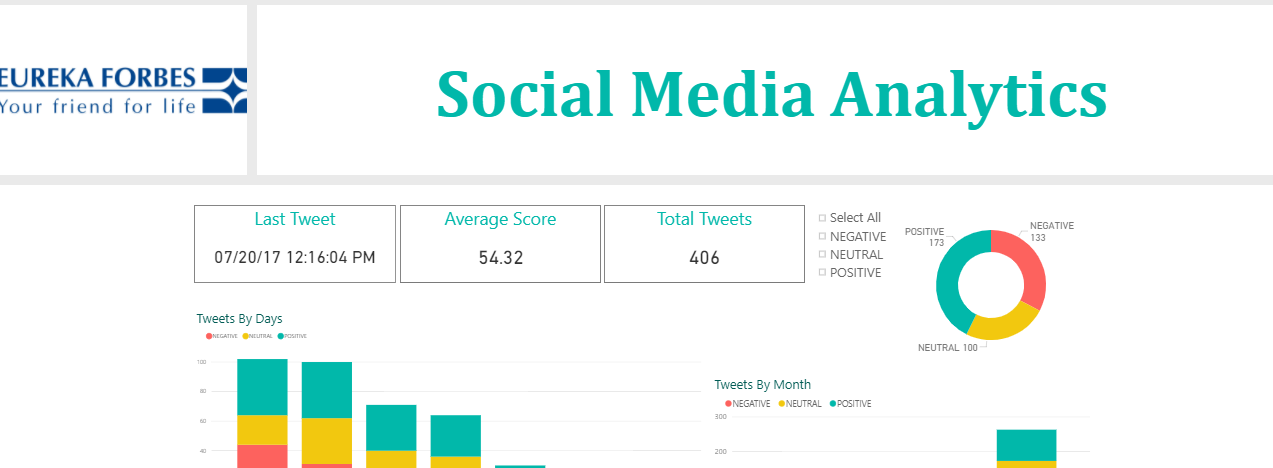 EUREKA FORBES
Your friend for life
Social Media Analytics
Last Tweet
07/20/17 12:16:04 PM
Average Score
54.32
Total Tweets
406
Select All
NEGATIVE
NEUTRAL
POSITIVE
POSITIVE
173
NEGATIVE
133
NEUTRAL 100
Tweets By Days
NEGATIVE NEUTRAL POSITIVE
100
80
60
40
Tweets By Month
NEGATIVE NEUTRAL POSITIVE
300
200